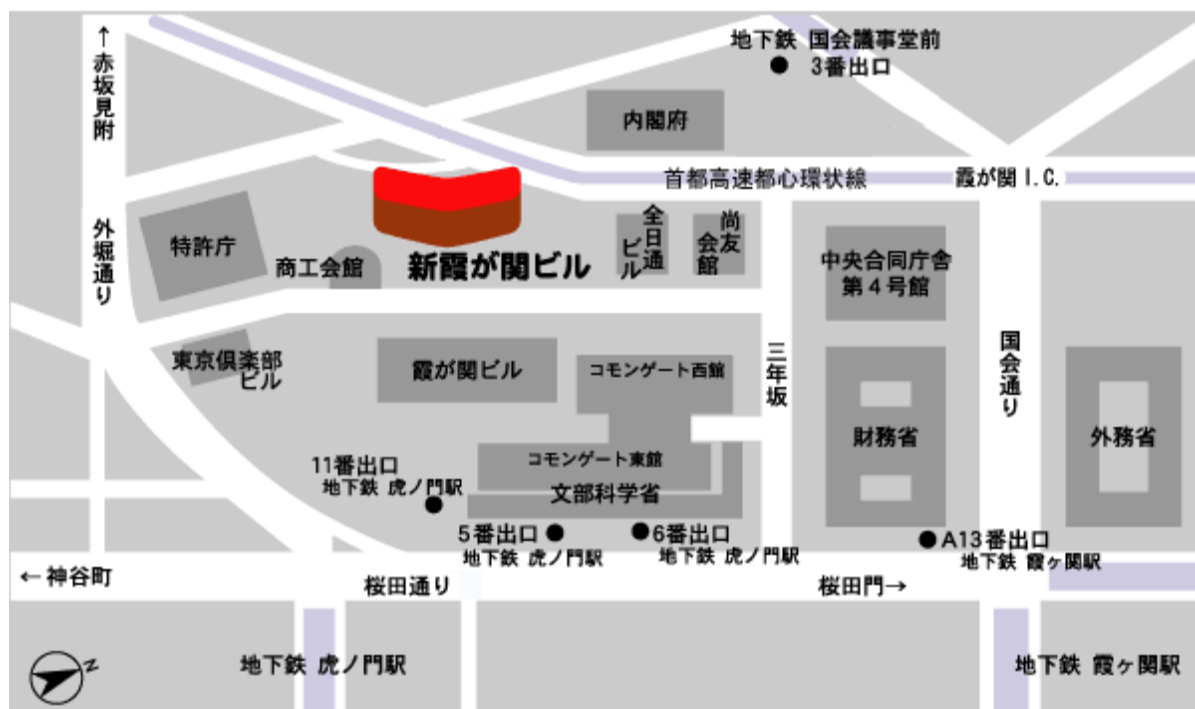 ↑赤坂見附
地下鉄 国会議事堂前
3番出口
内閣府
首都高速都心環状線
霞が関 I.C.
外堀通り
特許庁
商工会館
新霞が関ビル
全日通
ビル
尚友
会館
中央合同庁舎
第4号館
東京倶楽部
ビル
霞が関ビル
コモンゲート西館
三年坂
国会通り
財務省
外務省
コモンゲート東館
文部科学省
11番出口
地下鉄 虎ノ門駅
5番出口
地下鉄 虎ノ門駅
6番出口
地下鉄 虎ノ門駅
A13番出口
地下鉄 霞ヶ関駅
←神谷町
桜田通り
桜田門→
地下鉄 虎ノ門駅
地下鉄 霞ヶ関駅
N